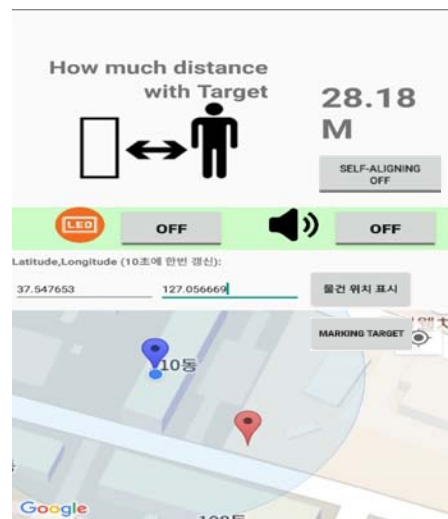 How much distance
with Target
28.18
M
SELF-ALIGNING
OFF
LED
OFF
OFF
Latitude,Longitude (10초에 한번 갱신):
37.547653
127.056669
물건 위치 표시
MARKING TARGET
10동
Google